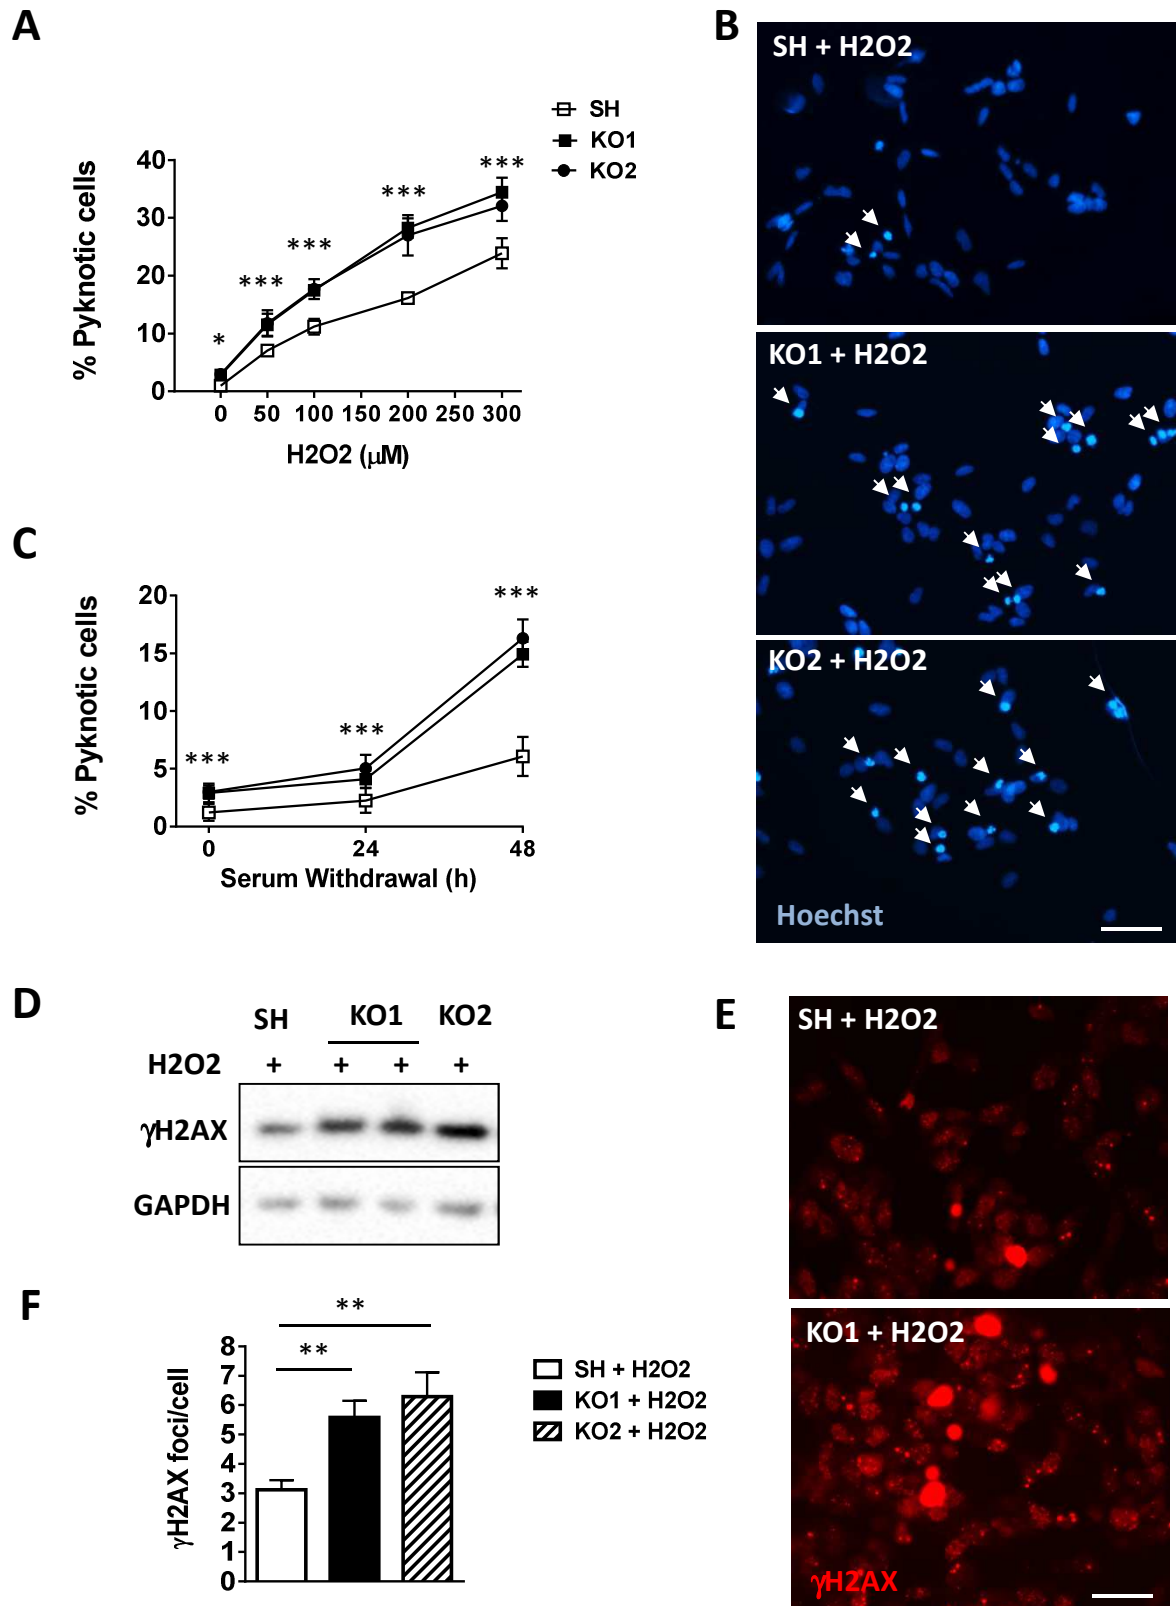 A
SH
KO1
KO2
% Pyknotic cells
40
30
20
10
0
*
***
***
***
***
0 50 100 150 200 250 300
H2O2 (µM)
B
SH + H2O2
KO1 + H2O2
KO2 + H2O2
Hoechst
C
% Pyknotic cells
20
15
10
5
0
***
***
***
0 24 48
Serum Withdrawal (h)
D
SH KO1 KO2
H2O2 + + + +
γH2AX
GAPDH
E
SH + H2O2
KO1 + H2O2
γH2AX
F
γH2AX foci/cell
8
7
6
5
4
3
2
1
0
**
**
SH + H2O2
KO1 + H2O2
KO2 + H2O2